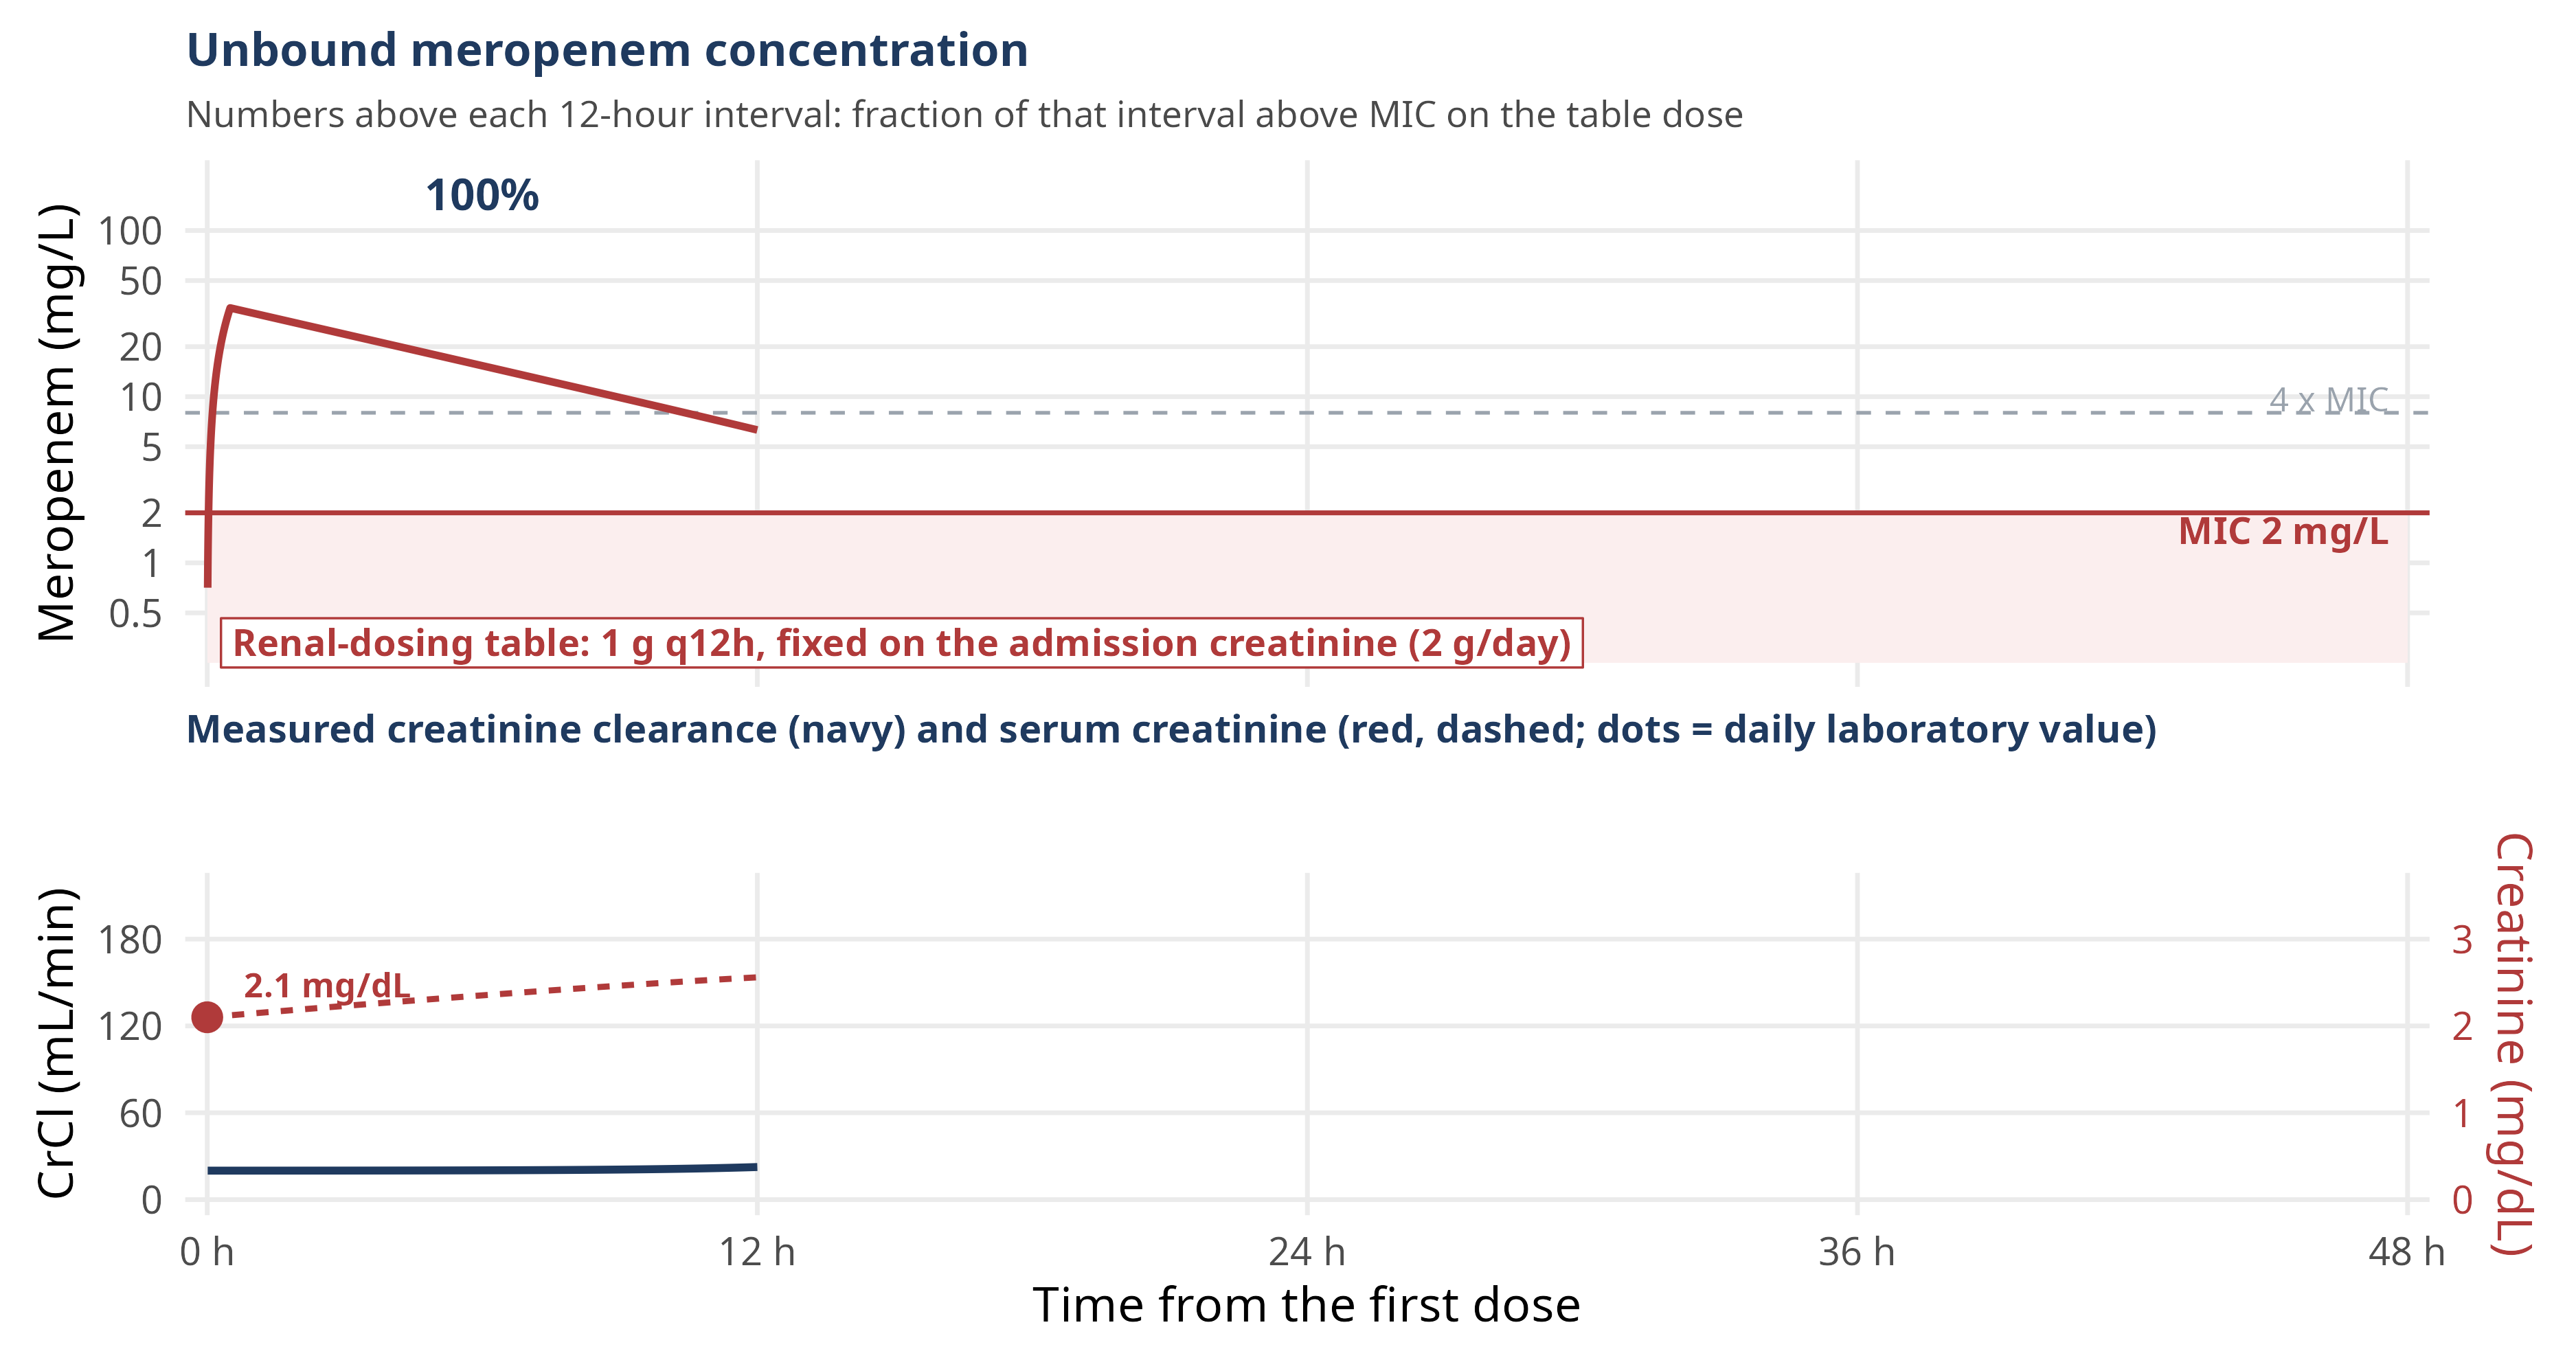 Unbound meropenem concentration
Numbers above each 12-hour interval: fraction of that interval above MIC on the table dose
Meropenem (mg/L)
100%
100
50
20
10
5
2
1
0.5
4 x MIC
MIC 2 mg/L
Renal-dosing table: 1 g q12h, fixed on the admission creatinine (2 g/day)
Measured creatinine clearance (navy) and serum creatinine (red, dashed; dots = daily laboratory value)
CrCl (mL/min)
180
120
60
0
2.1 mg/dL
3
2
1
0
Creatinine (mg/dL)
0 h
12 h
24 h
36 h
48 h
Time from the first dose